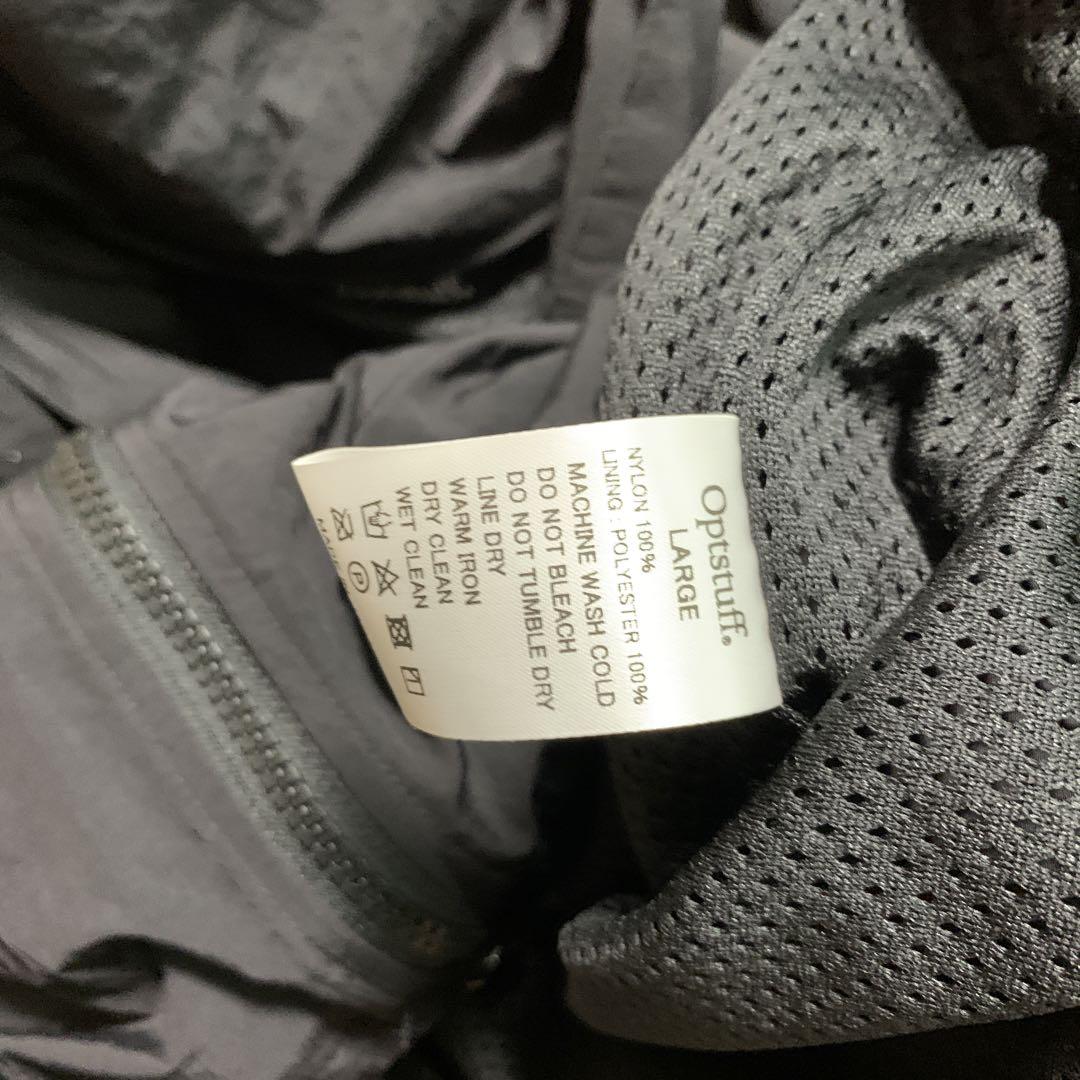 Optstuff.
LARGE
NYLON 100%
LINING : POLYESTER 100%
MACHINE WASH COLD
DO NOT BLEACH
DO NOT TUMBLE DRY
LINE DRY
WARM IRON
DRY CLEAN
WET CLEAN
P